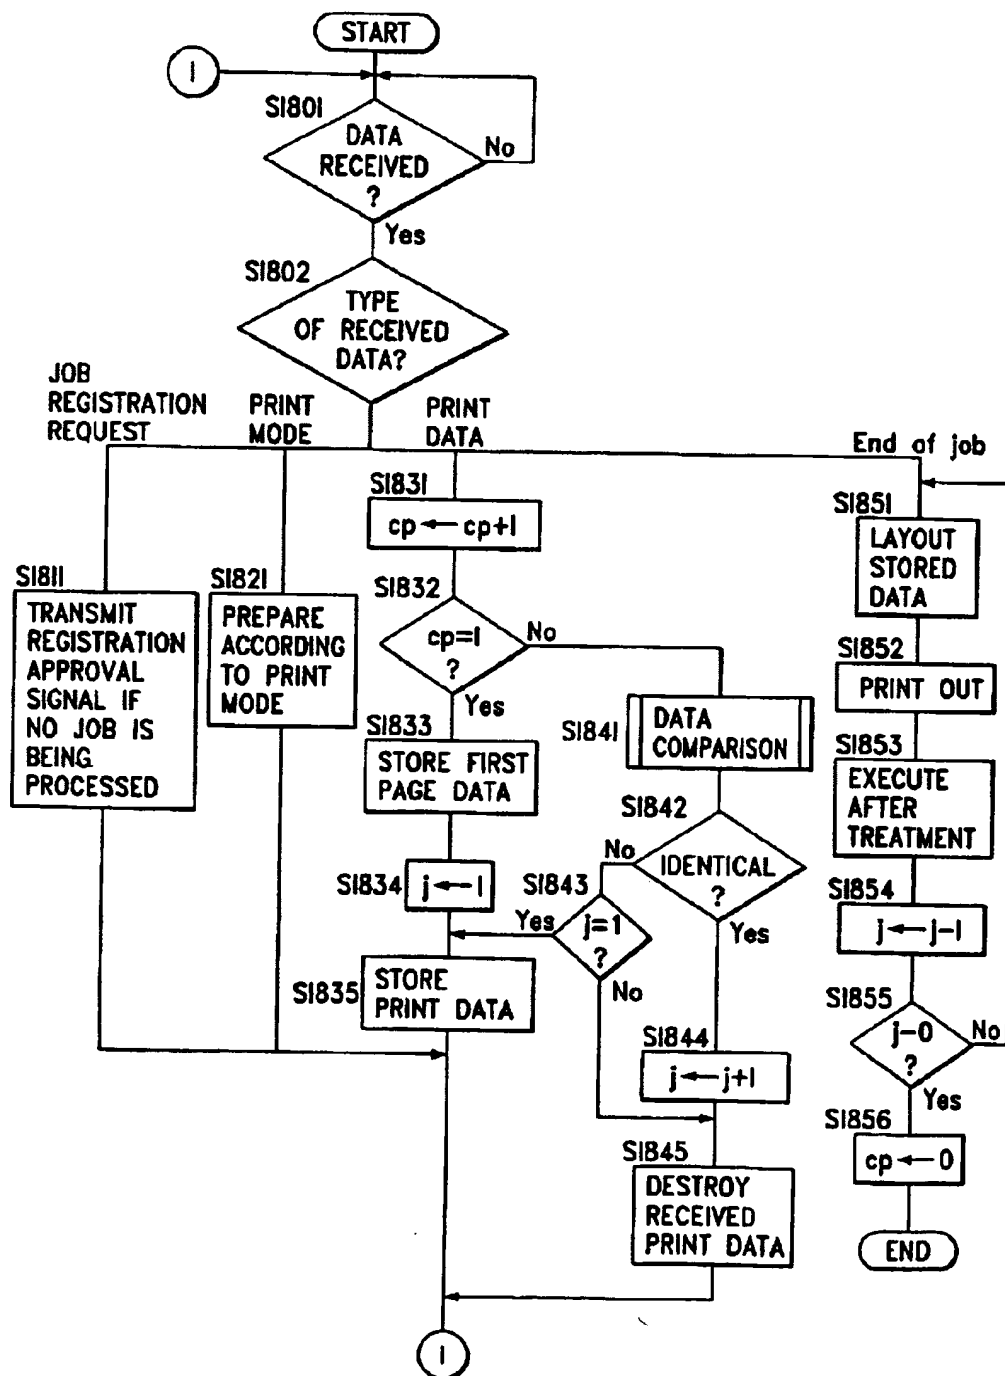 START
1
S1801
DATA
RECEIVED
?
No
Yes
S1802
TYPE
OF RECEIVED
DATA?
JOB
REGISTRATION
REQUEST
PRINT
MODE
PRINT
DATA
End of job
S1811
TRANSMIT
REGISTRATION
APPROVAL
SIGNAL IF
NO JOB IS
BEING
PROCESSED
S1821
PREPARE
ACCORDING
TO PRINT
MODE
S1831
cp ← cp+1
S1832
cp=1
?
No
Yes
S1833
STORE FIRST
PAGE DATA
S1834
j ← 1
S1835
STORE
PRINT DATA
S1841
DATA
COMPARISON
S1842
IDENTICAL
?
No
Yes
S1843
j=1
?
Yes
No
S1844
j ← j+1
S1845
DESTROY
RECEIVED
PRINT DATA
S1851
LAYOUT
STORED
DATA
S1852
PRINT OUT
S1853
EXECUTE
AFTER
TREATMENT
S1854
j ← j-1
S1855
j-0
?
No
Yes
S1856
cp ← 0
END
1